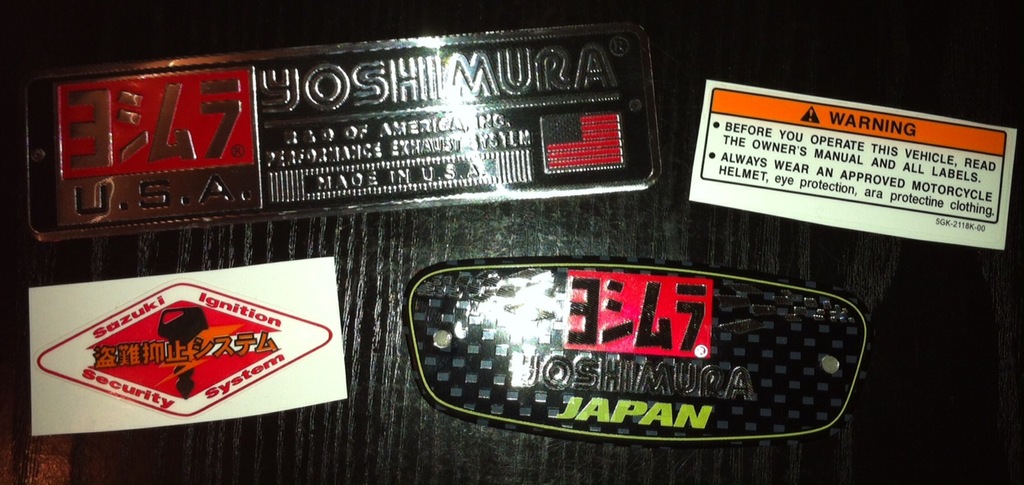 ヨシムラ®
U.S.A.
YOSHIMURA®
R & D OF AMERICA, INC.
PERFORMANCE EXHAUST SYSTEM
MADE IN U.S.A.
WARNING
• BEFORE YOU OPERATE THIS VEHICLE, READ
THE OWNER'S MANUAL AND ALL LABELS.
• ALWAYS WEAR AN APPROVED MOTORCYCLE
HELMET, eye protection, ara protectine clothing.
5GK-2118K-00
Sazuki Ignition
盗難抑止システム
Security System
ヨシムラ®
YOSHIMURA
JAPAN